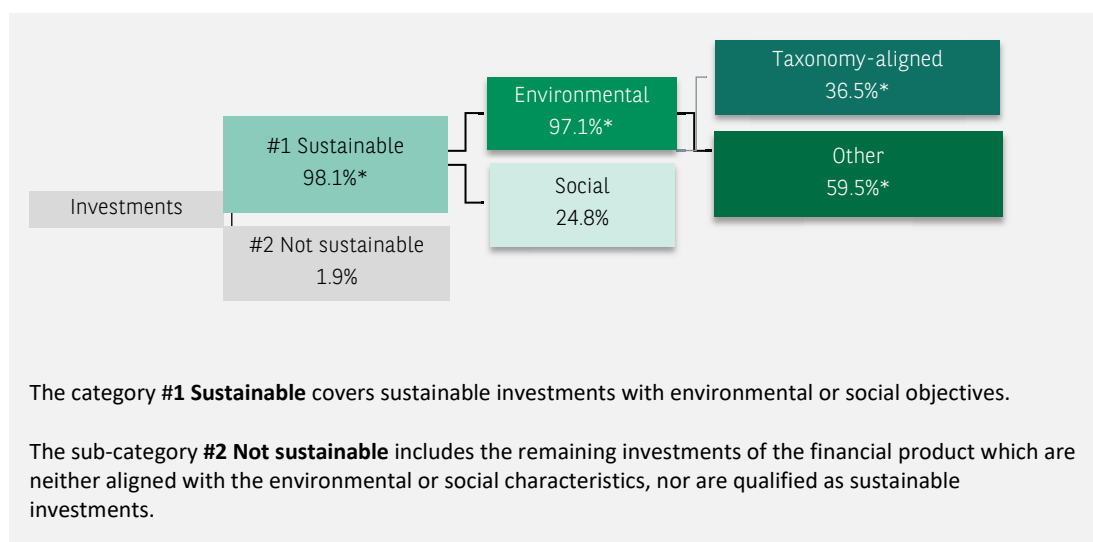 Taxonomy-aligned
36.5%*
Environmental
97.1%*
#1 Sustainable
98.1%*
Other
59.5%*
Social
24.8%
Investments
#2 Not sustainable
1.9%
The category #1 Sustainable covers sustainable investments with environmental or social objectives.
The sub-category #2 Not sustainable includes the remaining investments of the financial product which are
neither aligned with the environmental or social characteristics, nor are qualified as sustainable
investments.